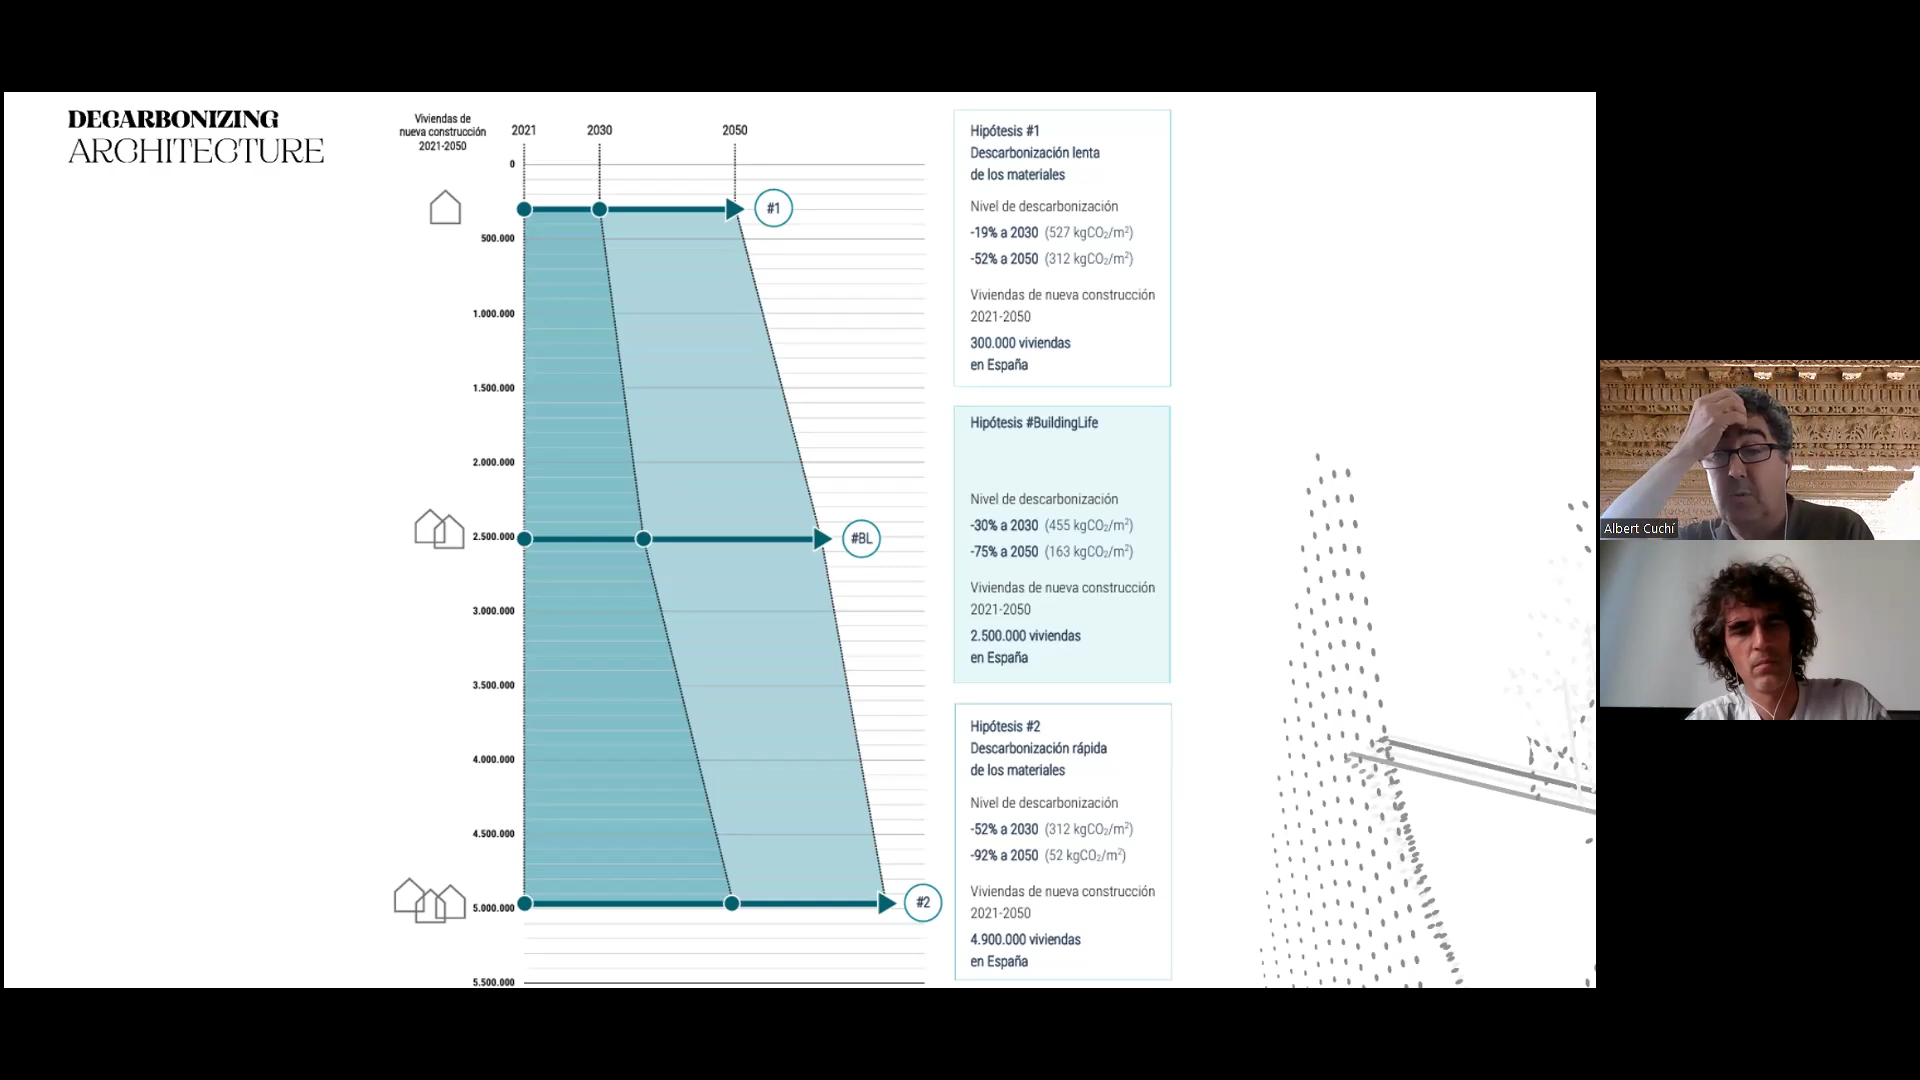 DECARBONIZING
ARCHITECTURE
Viviendas de
nueva construcción
2021-2050
2021
2030
2050
0
500.000
1.000.000
1.500.000
2.000.000
2.500.000
3.000.000
3.500.000
4.000.000
4.500.000
5.000.000
5.500.000
#1
#BL
#2
Hipótesis #1
Descarbonización lenta
de los materiales
Nivel de descarbonización
-19% a 2030 (527 kgCO₂/m²)
-52% a 2050 (312 kgCO₂/m²)
Viviendas de nueva construcción
2021-2050
300.000 viviendas
en España
Hipótesis #BuildingLife
Nivel de descarbonización
-30% a 2030 (455 kgCO₂/m²)
-75% a 2050 (163 kgCO₂/m²)
Viviendas de nueva construcción
2021-2050
2.500.000 viviendas
en España
Hipótesis #2
Descarbonización rápida
de los materiales
Nivel de descarbonización
-52% a 2030 (312 kgCO₂/m²)
-92% a 2050 (52 kgCO₂/m²)
Viviendas de nueva construcción
2021-2050
4.900.000 viviendas
en España
Albert Cuchí